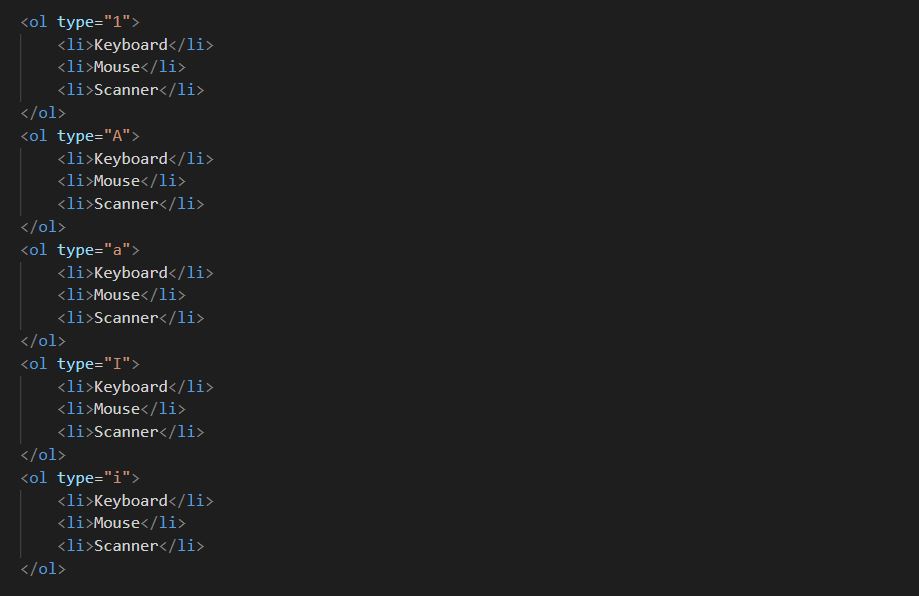 <ol type="1">
    <li>Keyboard</li>
    <li>Mouse</li>
    <li>Scanner</li>
</ol>
<ol type="A">
    <li>Keyboard</li>
    <li>Mouse</li>
    <li>Scanner</li>
</ol>
<ol type="a">
    <li>Keyboard</li>
    <li>Mouse</li>
    <li>Scanner</li>
</ol>
<ol type="I">
    <li>Keyboard</li>
    <li>Mouse</li>
    <li>Scanner</li>
</ol>
<ol type="i">
    <li>Keyboard</li>
    <li>Mouse</li>
    <li>Scanner</li>
</ol>